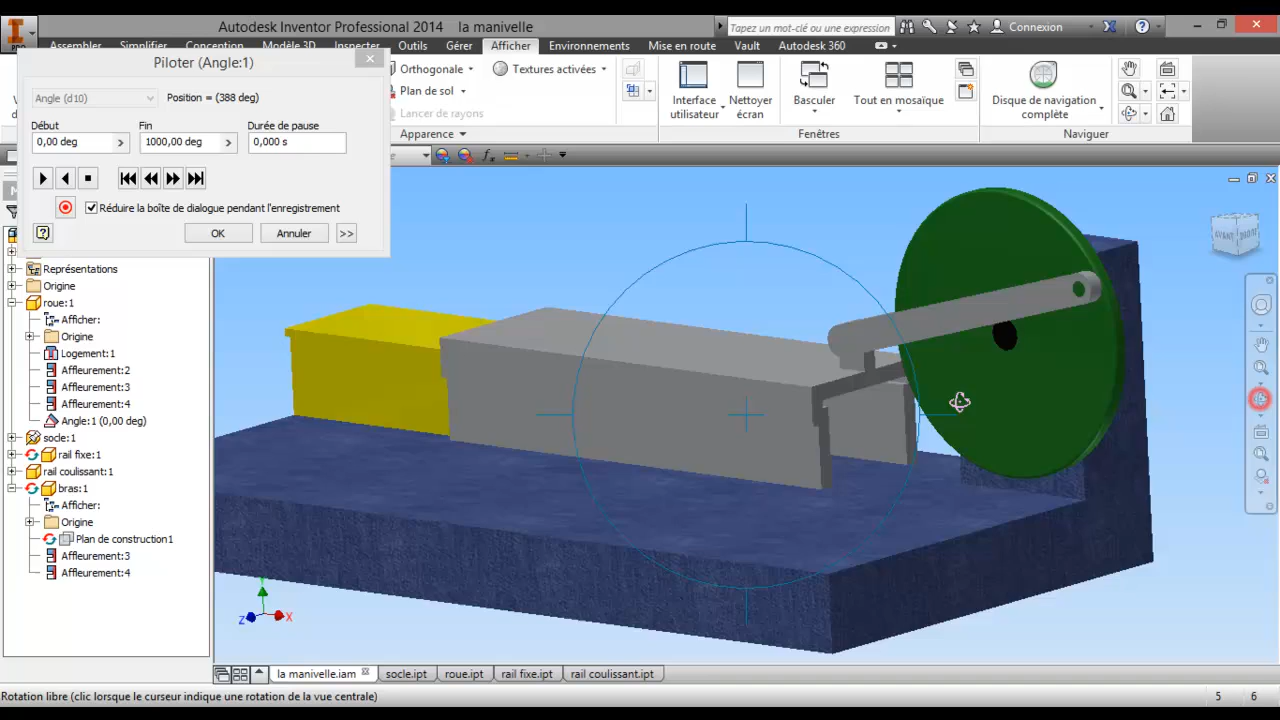 Autodesk Inventor Professional 2014 la manivelle
Tapez un mot-clé ou une expression
Connexion
Assembler Simplifier Conception Modèle 3D Inspecter Outils Gérer Afficher Environnements Mise en route Vault Autodesk 360
Piloter (Angle:1)
Angle (d10) Position = (388 deg)
Début Fin Durée de pause
0,00 deg 1000,00 deg 0,000 s
Réduire la boîte de dialogue pendant l'enregistrement
OK Annuler >>
Orthogonale Textures activées
Plan de sol
Lancer de rayons
Apparence
Interface utilisateur
Nettoyer écran
Basculer
Tout en mosaïque
Fenêtres
Disque de navigation complète
Naviguer
fx
Représentations
Origine
roue:1
Afficher:
Origine
Logement:1
Affleurement:2
Affleurement:3
Affleurement:4
Angle:1 (0,00 deg)
socle:1
rail fixe:1
rail coulissant:1
bras:1
Afficher:
Origine
Plan de construction1
Affleurement:3
Affleurement:4
AVANT DROITE
Z X
la manivelle.iam socle.ipt roue.ipt rail fixe.ipt rail coulissant.ipt
Rotation libre (clic lorsque le curseur indique une rotation de la vue centrale) 5 6